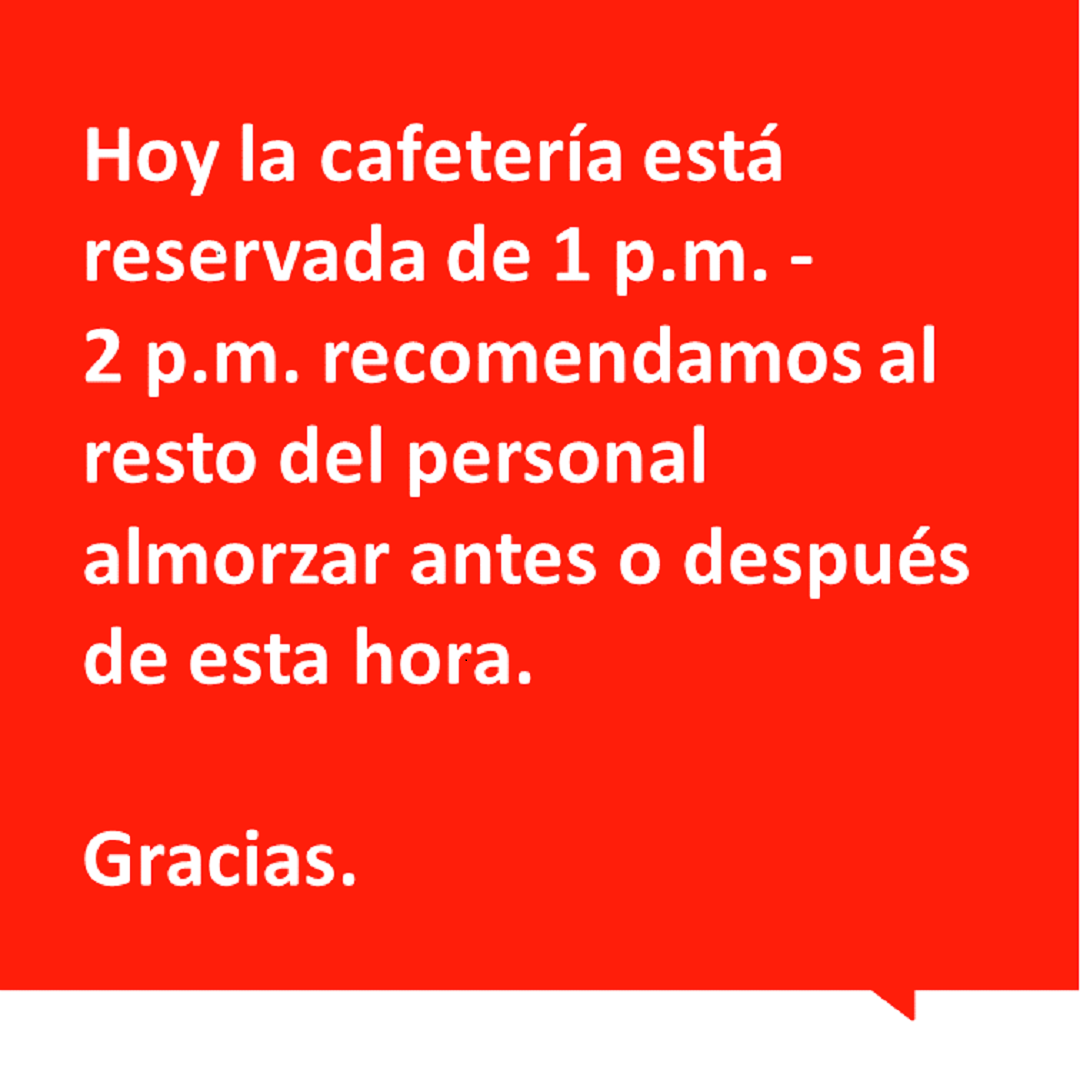 Hoy la cafetería está
reservada de 1 p.m. -
2 p.m. recomendamos al
resto del personal
almorzar antes o después
de esta hora.
Gracias.